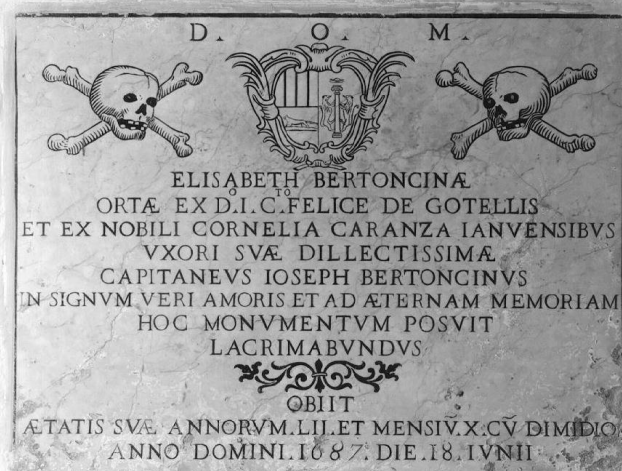 D. O. M.
ELISABETH BERTONCINÆ
ORTÆ EX D.º I. C.ᵀᴼ FELICE DE GOTELLIS
ET EX NOBILI CORNELIA CARANZA IANVENSIBVS
VXORI SVÆ DILLECTISSIMÆ
CAPITANEVS IOSEPH BERTONCINVS
IN SIGNVM VERI AMORIS ET AD ÆTERNAM MEMORIAM
HOC MONVMENTVM POSVIT
LACRIMABVNDVS
OBIIT
ÆTATIS SVÆ ANNORVM.LII.ET MENSIV̄.X.CV̄ DIMIDIO
ANNO DOMINI.1687.DIE.18.IVNII